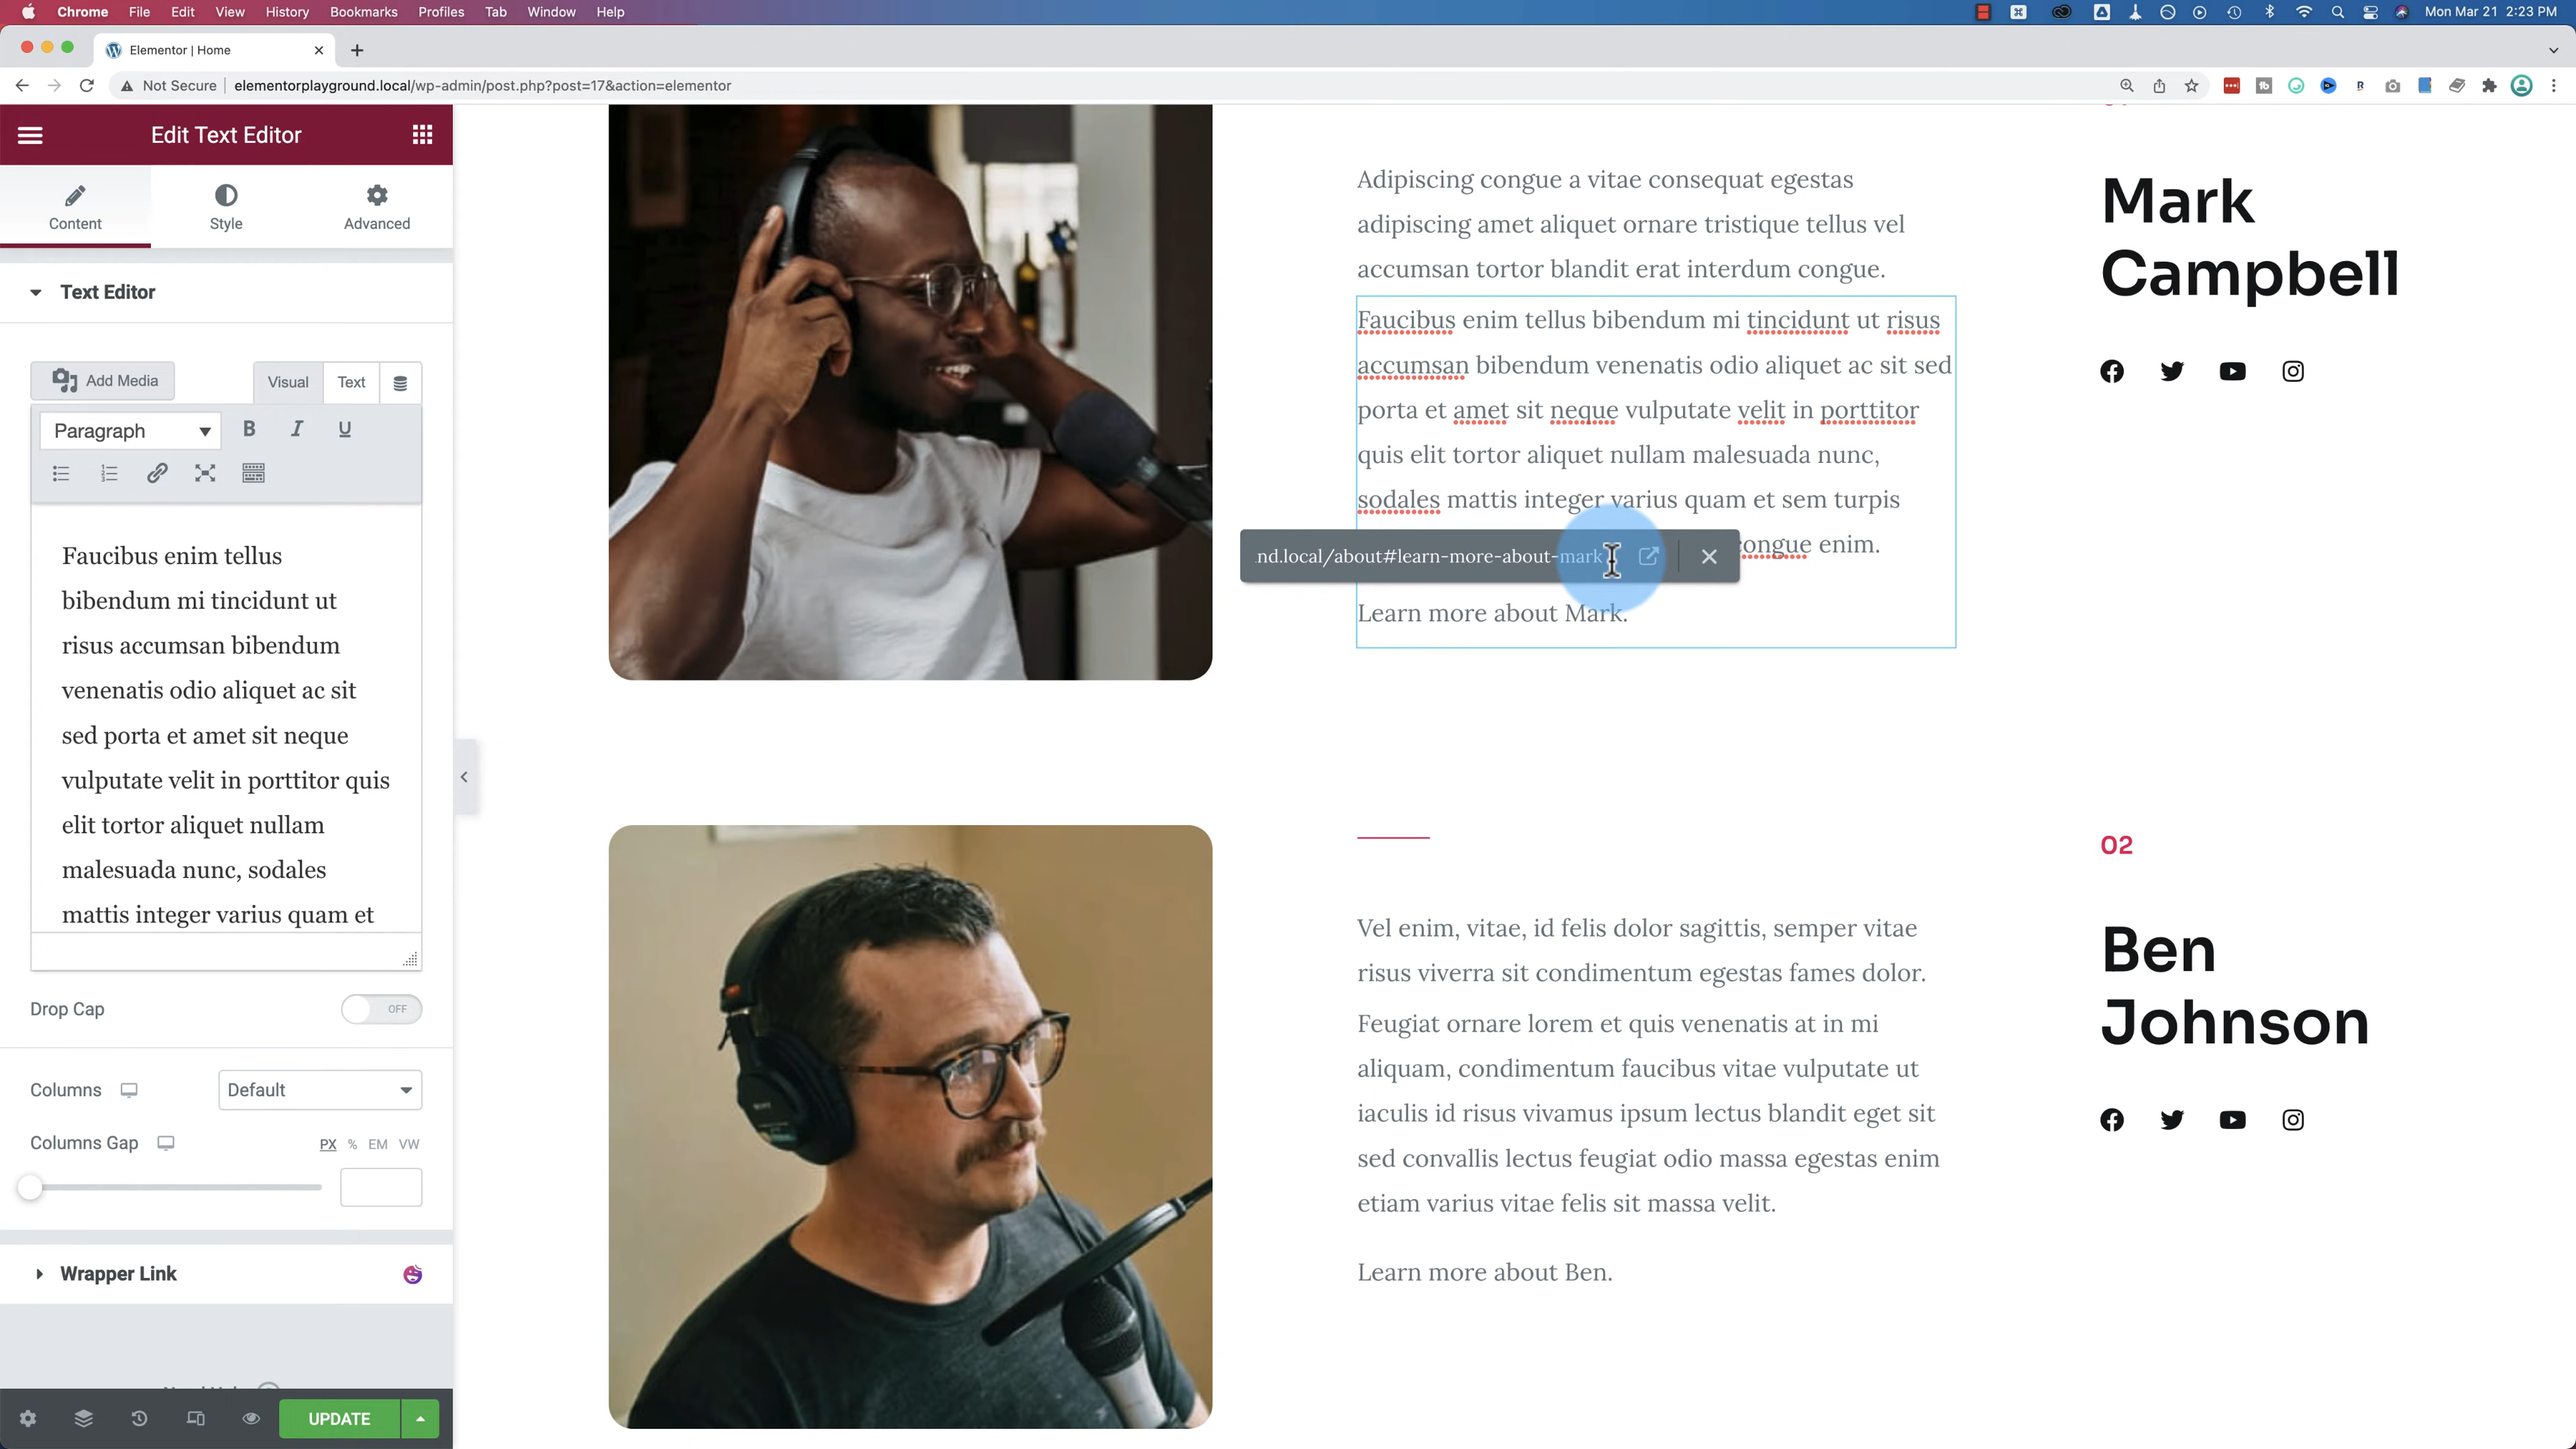 Chrome File Edit View History Bookmarks Profiles Tab Window Help
Mon Mar 21 2:23 PM
Elementor | Home
Not Secure elementorplayground.local/wp-admin/post.php?post=17&action=elementor
Edit Text Editor
Content Style Advanced
Text Editor
Add Media Visual Text
Paragraph B I U
Faucibus enim tellus
bibendum mi tincidunt ut
risus accumsan bibendum
venenatis odio aliquet ac sit
sed porta et amet sit neque
vulputate velit in porttitor quis
elit tortor aliquet nullam
malesuada nunc, sodales
mattis integer varius quam et
Drop Cap OFF
Columns Default
Columns Gap PX % EM VW
Wrapper Link
UPDATE
Adipiscing congue a vitae consequat egestas
adipiscing amet aliquet ornare tristique tellus vel
accumsan tortor blandit erat interdum congue.
Faucibus enim tellus bibendum mi tincidunt ut risus
accumsan bibendum venenatis odio aliquet ac sit sed
porta et amet sit neque vulputate velit in porttitor
quis elit tortor aliquet nullam malesuada nunc,
sodales mattis integer varius quam et sem turpis
congue enim.
nd.local/about#learn-more-about-mark
Learn more about Mark.
Mark
Campbell
Vel enim, vitae, id felis dolor sagittis, semper vitae
risus viverra sit condimentum egestas fames dolor.
Feugiat ornare lorem et quis venenatis at in mi
aliquam, condimentum faucibus vitae vulputate ut
iaculis id risus vivamus ipsum lectus blandit eget sit
sed convallis lectus feugiat odio massa egestas enim
etiam varius vitae felis sit massa velit.
Learn more about Ben.
02
Ben
Johnson